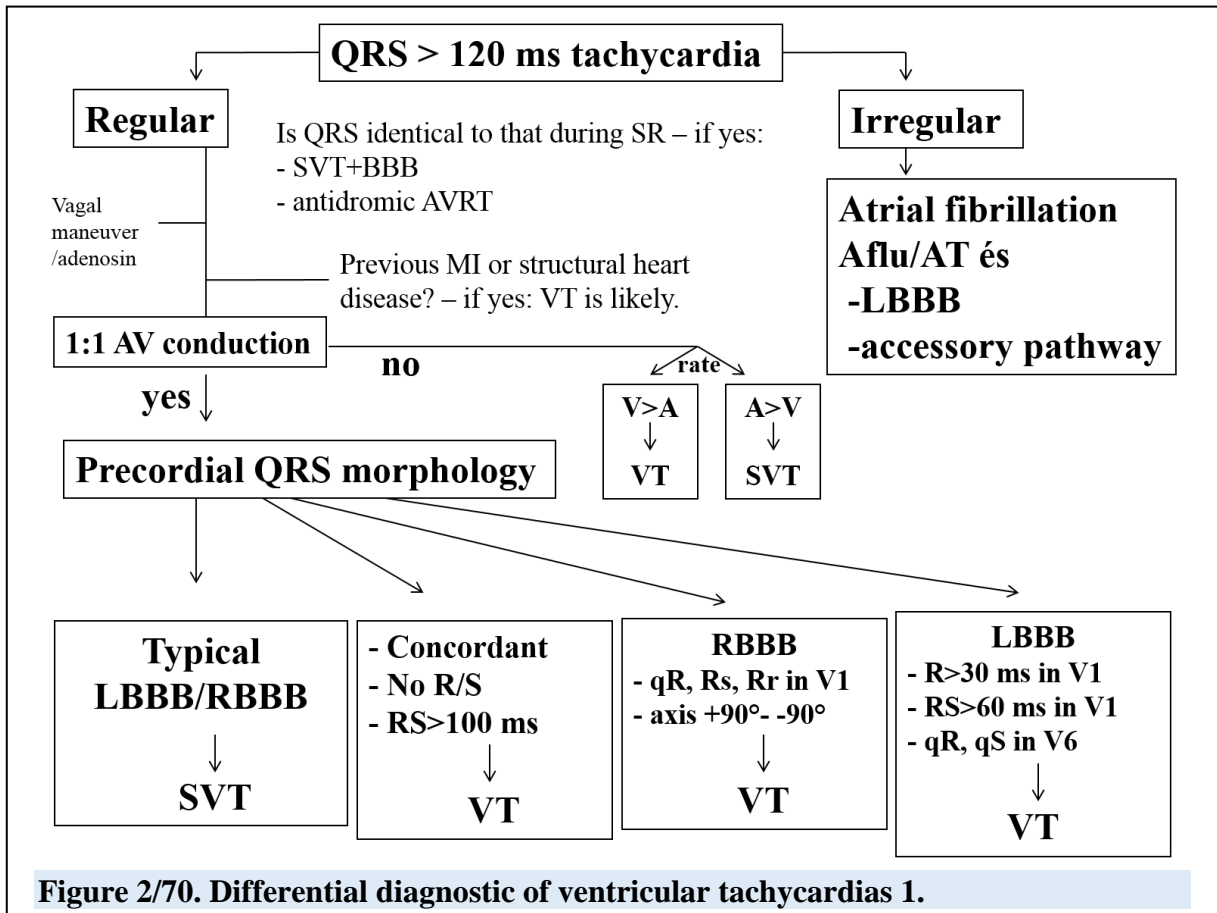 QRS > 120 ms tachycardia
Regular
Irregular
Is QRS identical to that during SR – if yes:
- SVT+BBB
- antidromic AVRT
Vagal
maneuver
/adenosin
Previous MI or structural heart
disease? – if yes: VT is likely.
Atrial fibrillation
Aflu/AT és
-LBBB
-accessory pathway
1:1 AV conduction
no
rate
yes
V>A
VT
A>V
SVT
Precordial QRS morphology
Typical
LBBB/RBBB
SVT
- Concordant
- No R/S
- RS>100 ms
VT
RBBB
- qR, Rs, Rr in V1
- axis +90°- -90°
VT
LBBB
- R>30 ms in V1
- RS>60 ms in V1
- qR, qS in V6
VT
Figure 2/70. Differential diagnostic of ventricular tachycardias 1.